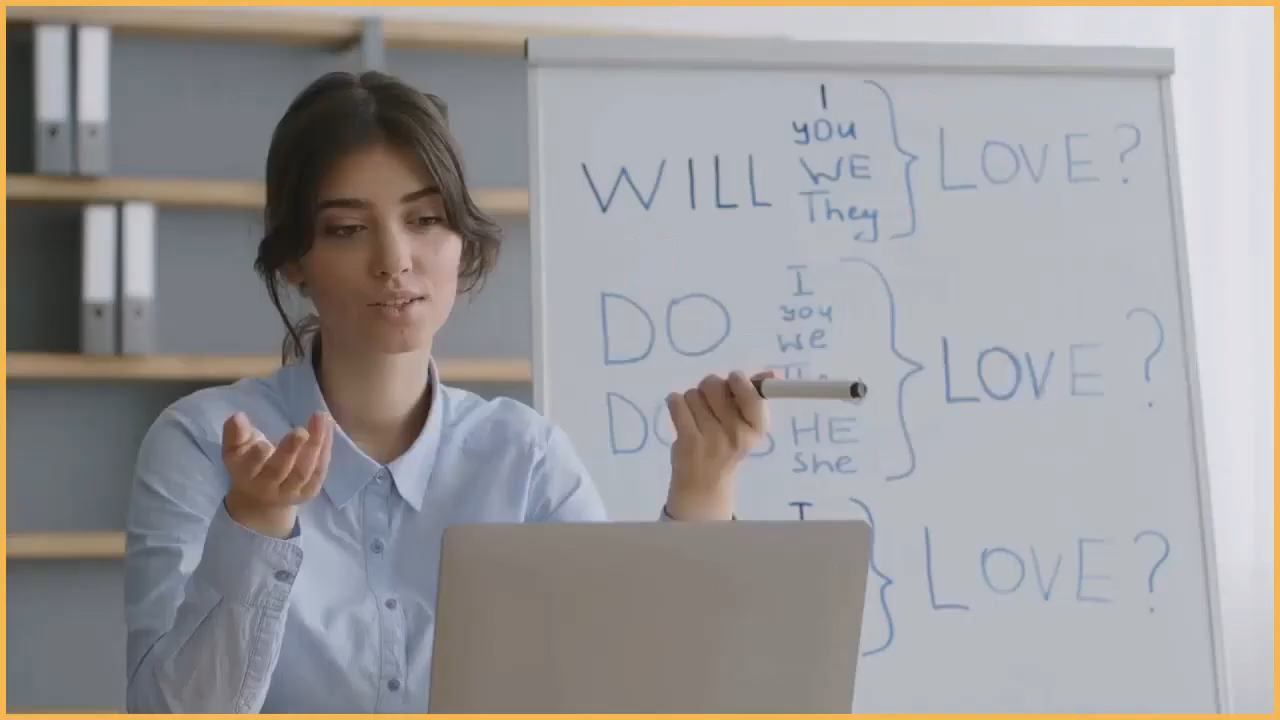 I
you
WILL WE LOVE?
They
I
you
DO we LOVE ?
HE
she
I
LOVE?